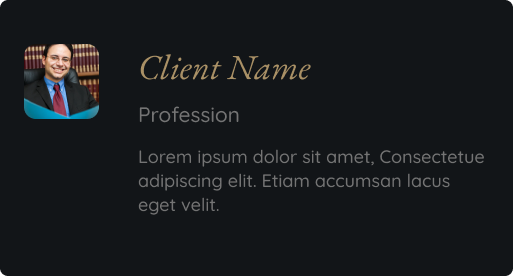 Client Name
Profession
Lorem ipsum dolor sit amet, Consectetue
adipiscing elit. Etiam accumsan lacus
eget velit.